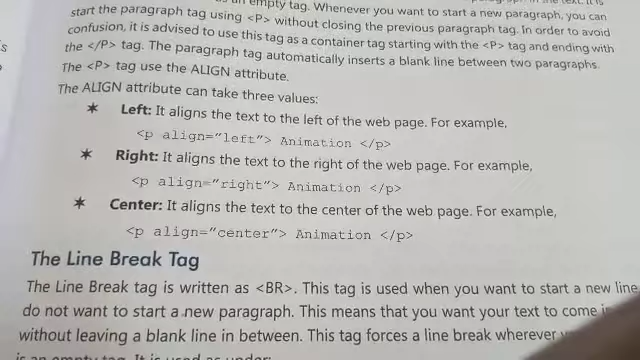 an empty tag. Whenever you want to start a new paragraph, you can
start the paragraph tag using <P> without closing the previous paragraph tag. In order to avoid
confusion, it is advised to use this tag as a container tag starting with the <P> tag and ending with
the </P> tag. The paragraph tag automatically inserts a blank line between two paragraphs.
The <P> tag use the ALIGN attribute.
The ALIGN attribute can take three values:
* Left: It aligns the text to the left of the web page. For example,
<p align="left"> Animation </p>
* Right: It aligns the text to the right of the web page. For example,
<p align="right"> Animation </p>
* Center: It aligns the text to the center of the web page. For example,
<p align="center"> Animation </p>
The Line Break Tag
The Line Break tag is written as <BR>. This tag is used when you want to start a new line
do not want to start a new paragraph. This means that you want your text to come
without leaving a blank line in between. This tag forces a line break wherever
is an empty tag. It is used as under: